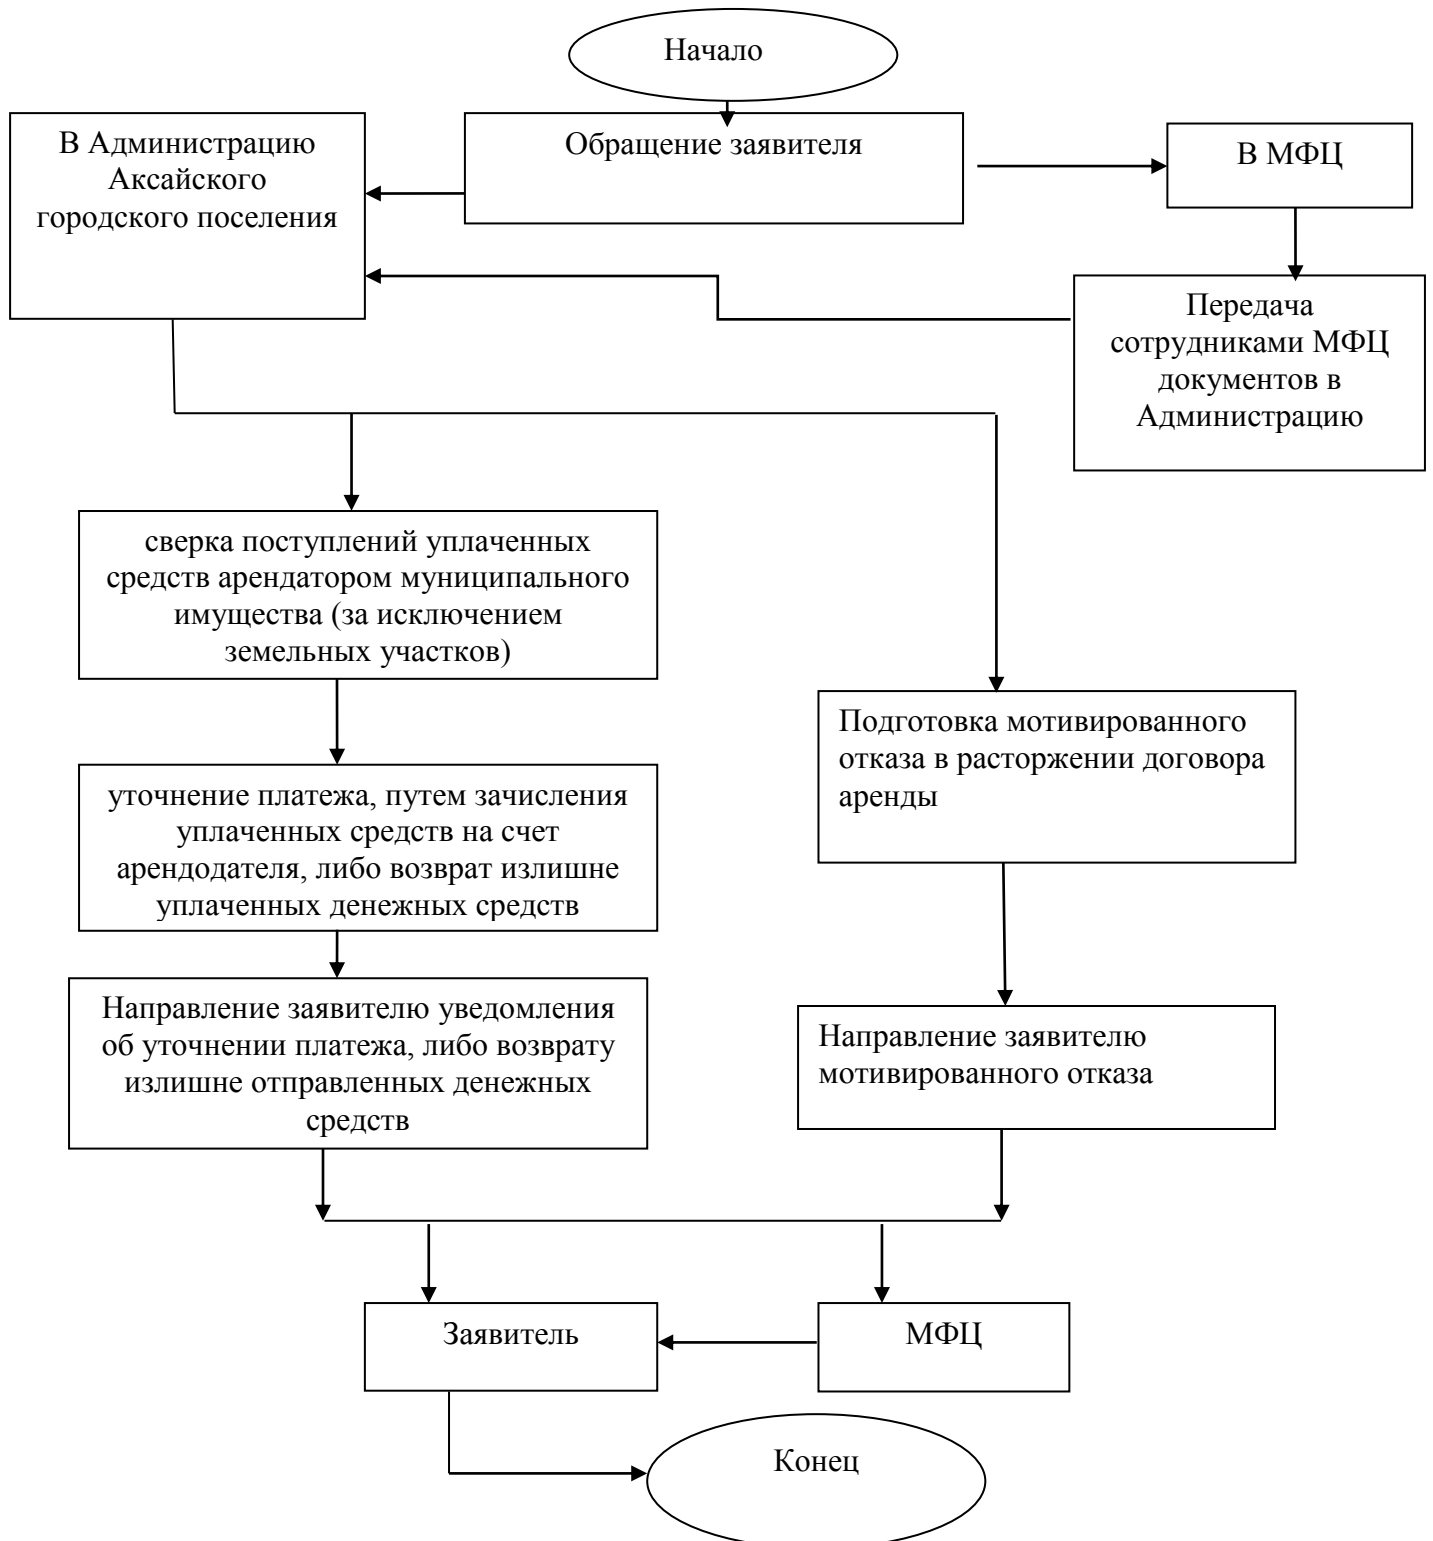 Начало
В Администрацию
Аксайского
городского поселения
Обращение заявителя
В МФЦ
Передача
сотрудниками МФЦ
документов в
Администрацию
сверка поступлений уплаченных
средств арендатором муниципального
имущества (за исключением
земельных участков)
уточнение платежа, путем зачисления
уплаченных средств на счет
арендодателя, либо возврат излишне
уплаченных денежных средств
Направление заявителю уведомления
об уточнении платежа, либо возврату
излишне отправленных денежных
средств
Подготовка мотивированного
отказа в расторжении договора
аренды
Направление заявителю
мотивированного отказа
Заявитель
МФЦ
Конец